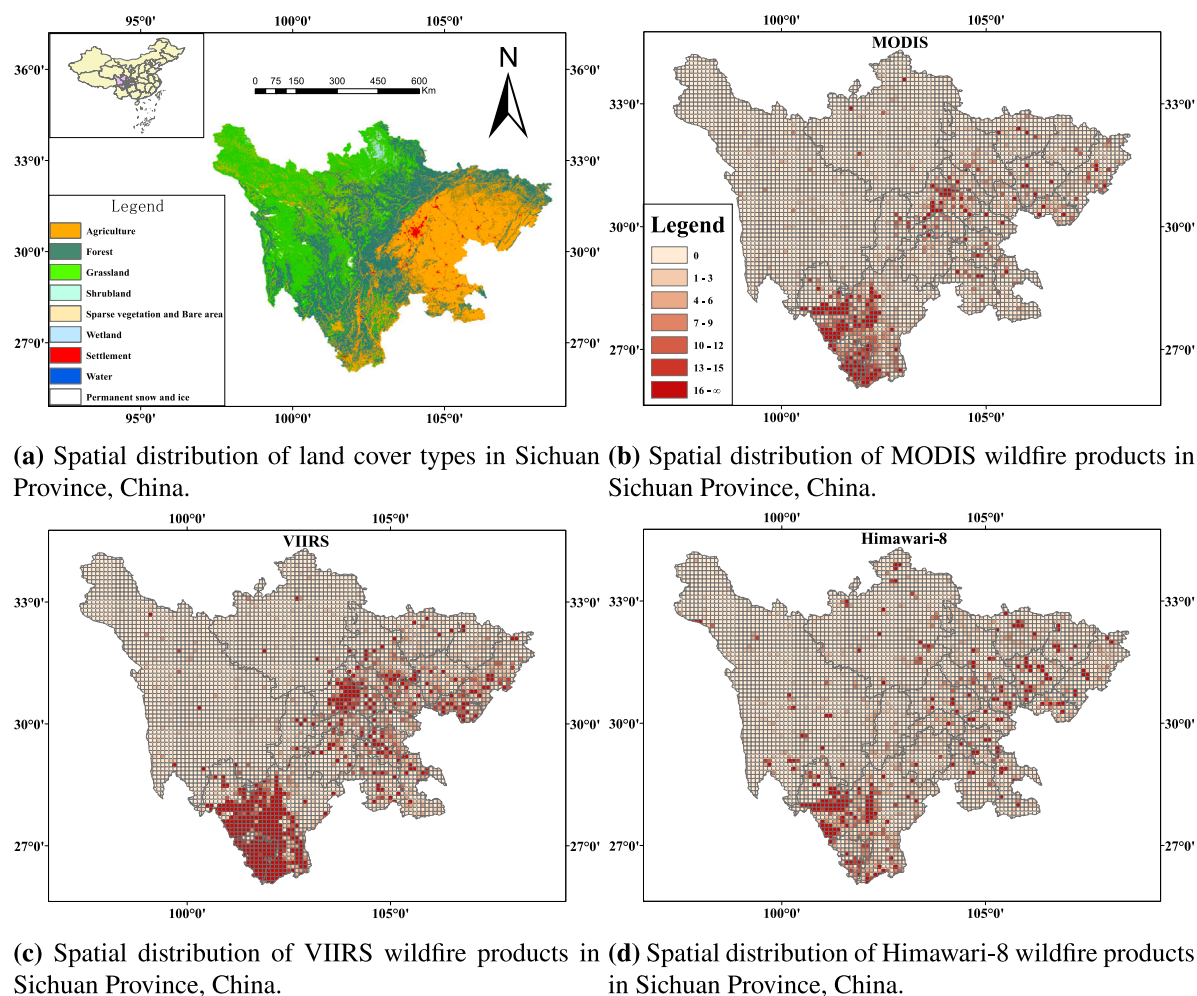 95°0' 100°0' 105°0'
36°0' 36°0'
N
0 75 150 300 450 600
Km
33°0' 33°0'
30°0' 30°0'
27°0' 27°0'
Legend
Agriculture
Forest
Grassland
Shrubland
Sparse vegetation and Bare area
Wetland
Settlement
Water
Permanent snow and ice
95°0' 100°0' 105°0'
100°0' 105°0'
MODIS
33°0' 33°0'
30°0' 30°0'
27°0' 27°0'
Legend
0
1 - 3
4 - 6
7 - 9
10 - 12
13 - 15
16 - ∞
100°0' 105°0'
(a) Spatial distribution of land cover types in Sichuan
Province, China.
(b) Spatial distribution of MODIS wildfire products in
Sichuan Province, China.
100°0' 105°0'
VIIRS
33°0' 33°0'
30°0' 30°0'
27°0' 27°0'
100°0' 105°0'
100°0' 105°0'
Himawari-8
33°0' 33°0'
30°0' 30°0'
27°0' 27°0'
100°0' 105°0'
(c) Spatial distribution of VIIRS wildfire products in
Sichuan Province, China.
(d) Spatial distribution of Himawari-8 wildfire products
in Sichuan Province, China.